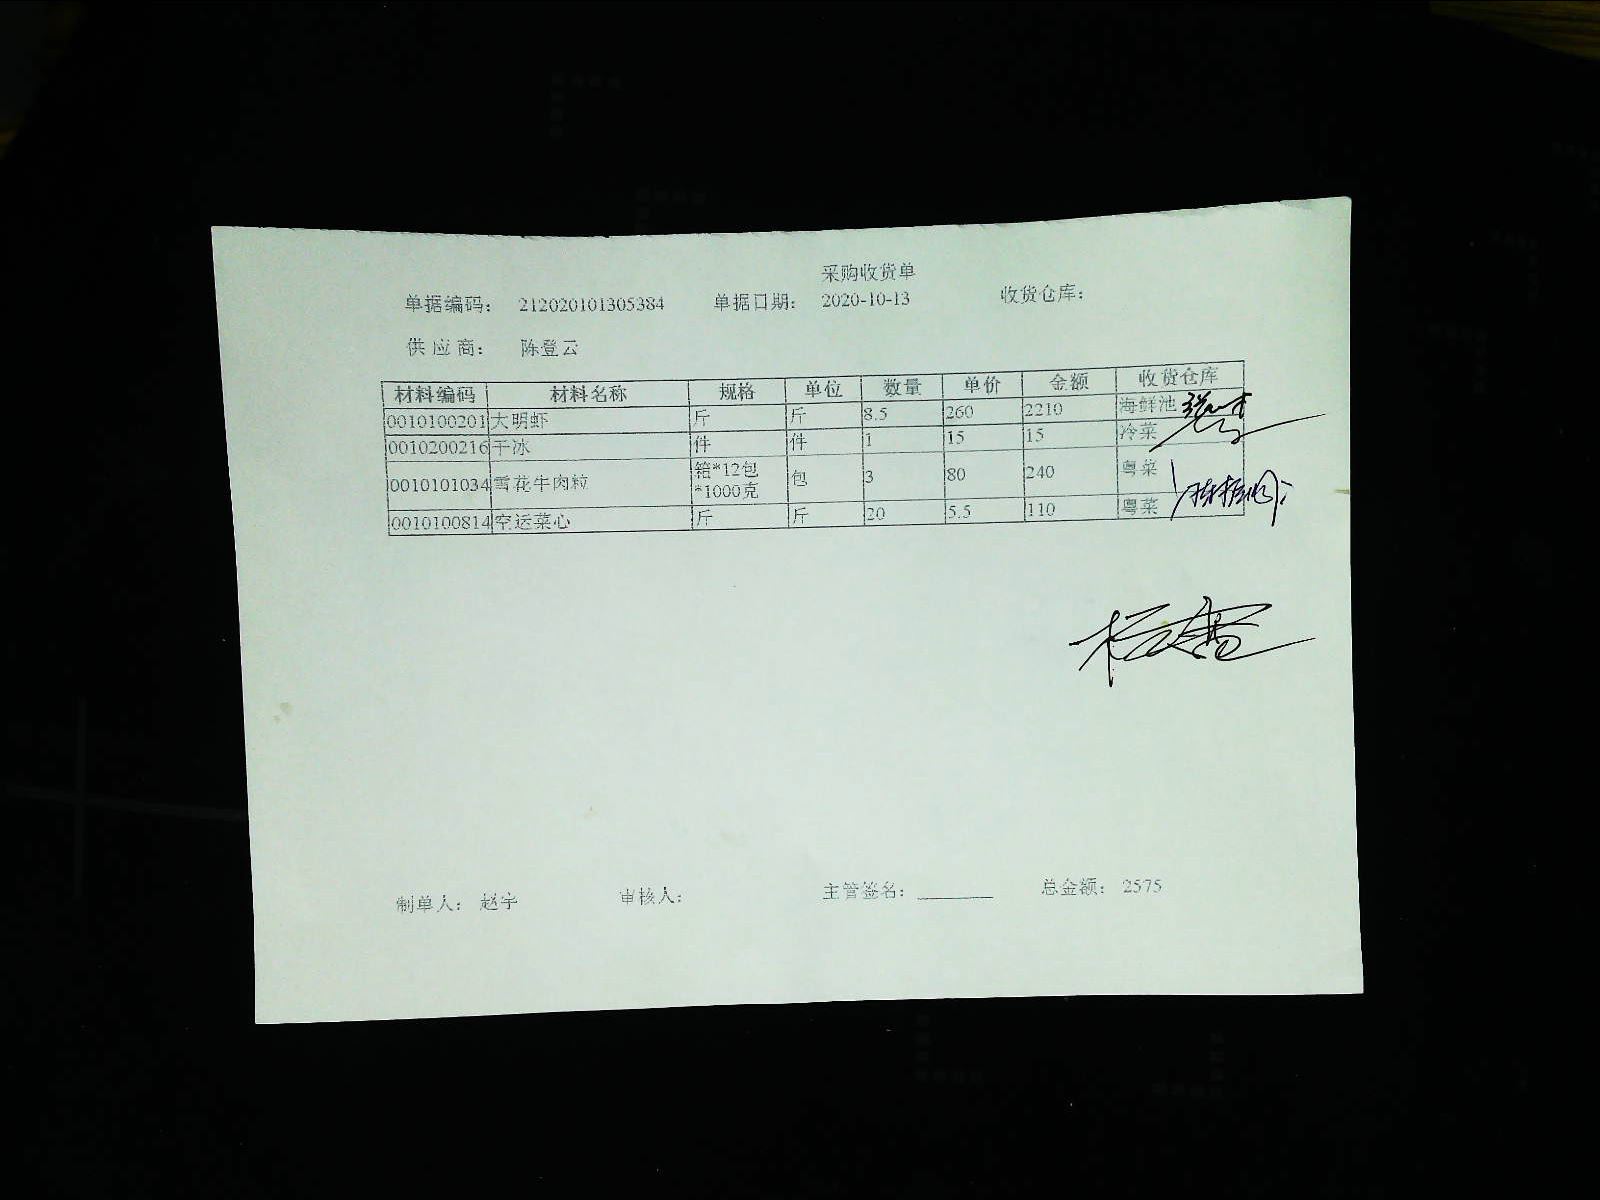 采购收货单
单据编码： 212020101305384 单据日期： 2020-10-13 收货仓库：
供 应 商： 陈登云
材料编码 材料名称 规格 单位 数量 单价 金额 收货仓库
0010100201 大明虾 斤 斤 8.5 260 2210 海鲜池
0010200216 干冰 件 件 1 15 15 冷菜
0010101034 雪花牛肉粒 箱*12包 *1000克 包 3 80 240 粤菜
0010100814 空运菜心 斤 斤 20 5.5 110 粤菜
制单人： 赵宇 审核人： 主管签名： 总金额： 2575